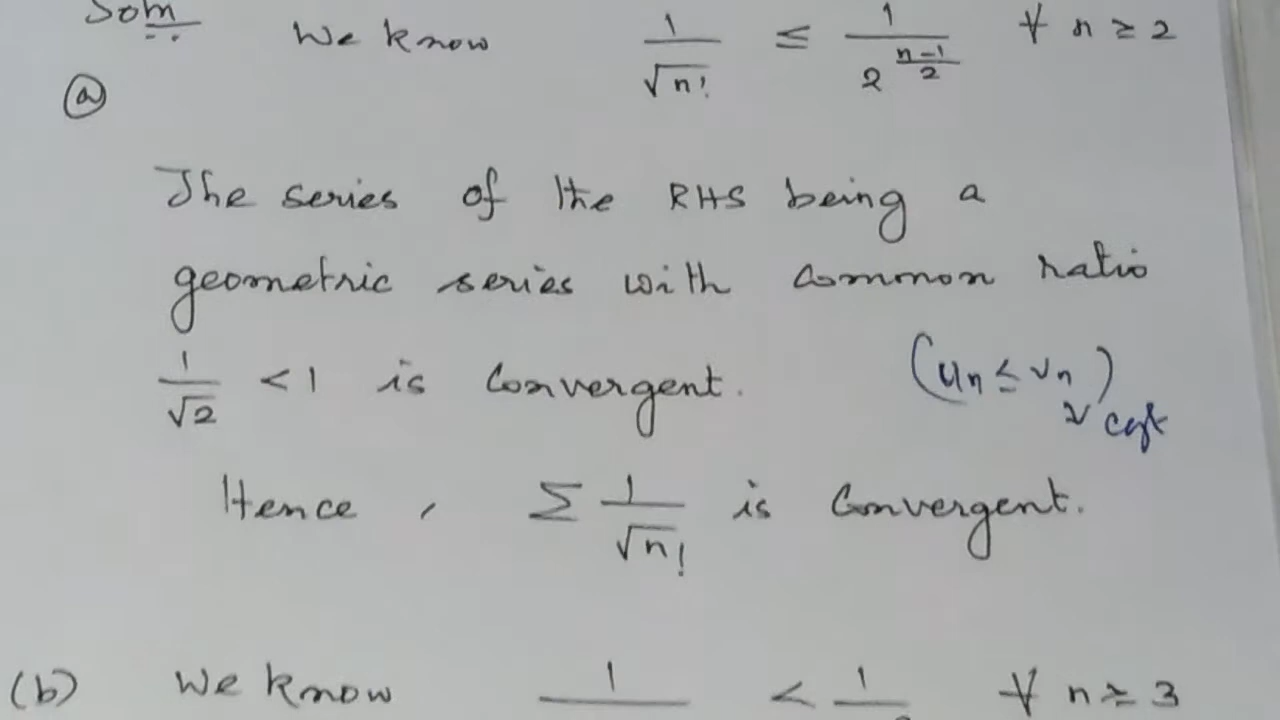 Soln We know 1/√n! ≤ 1/2^((n-1)/2) ∀ n ≥ 2
(a)
The series of the RHS being a
geometric series with common ratio
1/√2 < 1 is convergent. (un ≤ vn)
cgt
Hence, Σ 1/√n! is convergent.
(b) We know 1 < 1 ∀ n ≥ 3